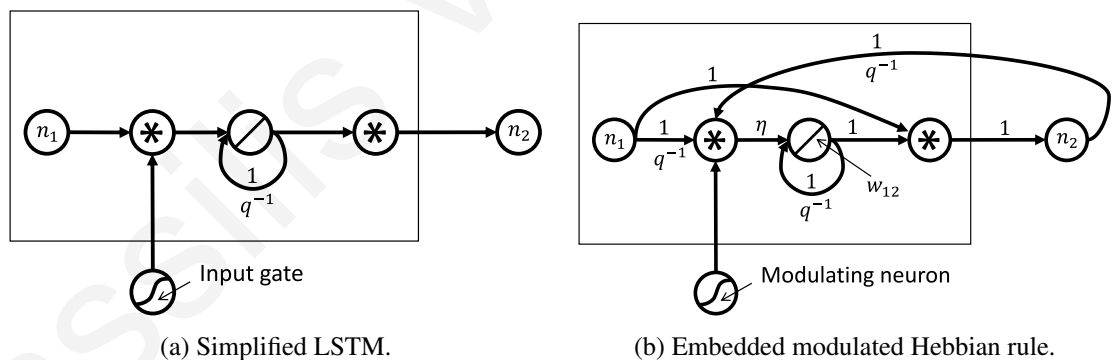 n₁
*
*
n₂
1
q⁻¹
Input gate
(a) Simplified LSTM.
1
q⁻¹
1
n₁
1
q⁻¹
*
η
1
*
1
n₂
1
q⁻¹
w₁₂
Modulating neuron
(b) Embedded modulated Hebbian rule.